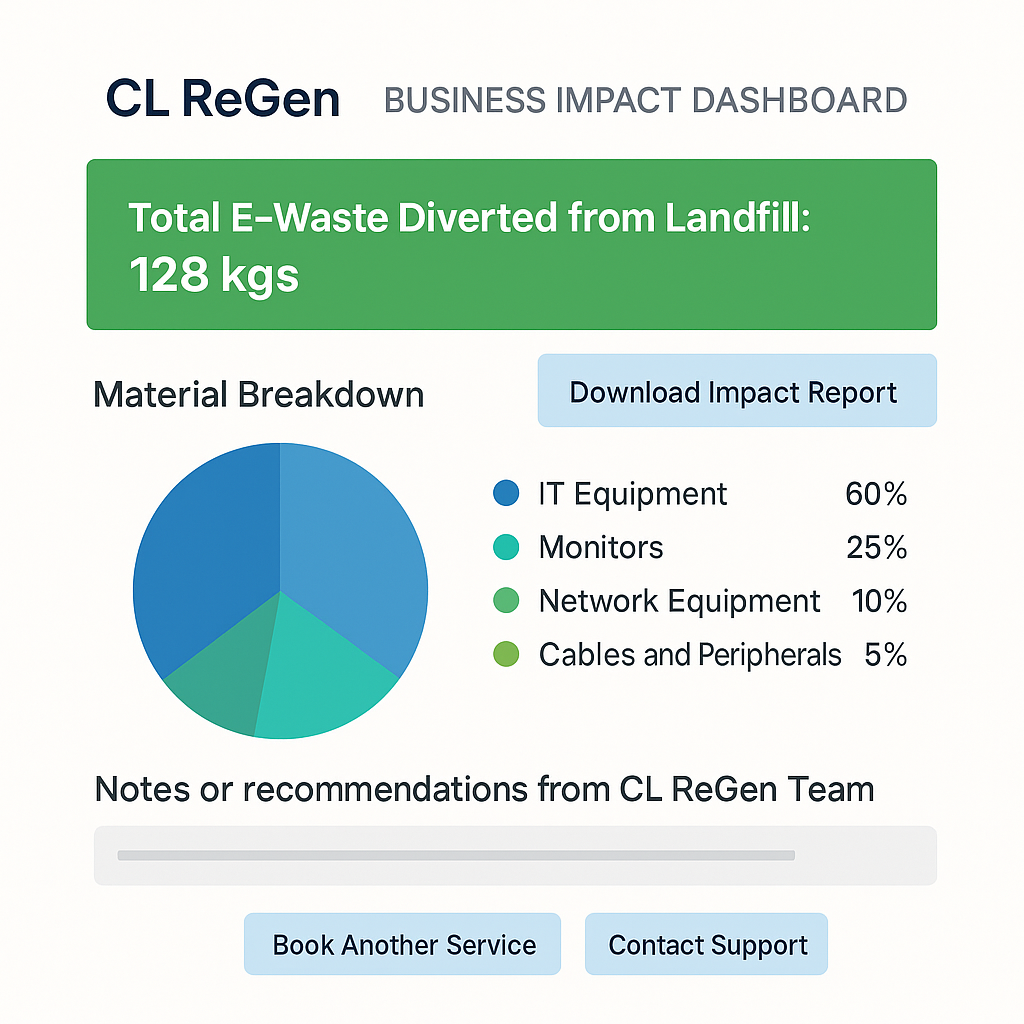 CL ReGen BUSINESS IMPACT DASHBOARD
Total E-Waste Diverted from Landfill:
128 kgs
Material Breakdown
Download Impact Report
IT Equipment 60%
Monitors 25%
Network Equipment 10%
Cables and Peripherals 5%
Notes or recommendations from CL ReGen Team
Book Another Service
Contact Support